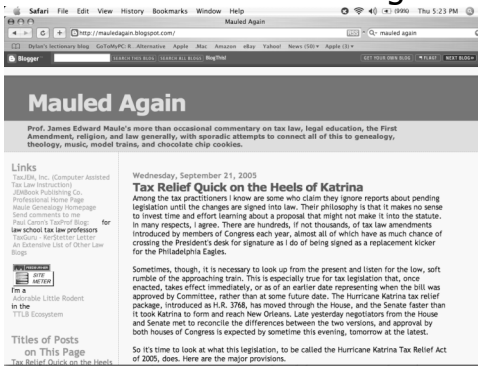 Safari File Edit View History Bookmarks Window Help (99%) Thu 5:23 PM
Mauled Again
http://mauledagain.blogspot.com/ RSS Q- mauled again
Dylan's lectionary blog GoToMyPC: R...Alternative Apple .Mac Amazon eBay Yahoo! News (50) Apple (3)
Blogger SEARCH THIS BLOG SEARCH ALL BLOGS BlogThis! GET YOUR OWN BLOG FLAG? NEXT BLOG»
Mauled Again
Prof. James Edward Maule's more than occasional commentary on tax law, legal education, the First
Amendment, religion, and law generally, with sporadic attempts to connect all of this to genealogy,
theology, music, model trains, and chocolate chip cookies.
Links
TaxJEM, Inc. (Computer Assisted
Tax Law Instruction)
JEMBook Publishing Co.
Professional Home Page
Maule Genealogy Homepage
Send comments to me
Paul Caron's TaxProf Blog: for
law school tax law professors
TaxGuru - Ker$tetter Letter
An Extensive List of Other Law
Blogs
SITE
METER
I'm a
Adorable Little Rodent
in the
TTLB Ecosystem
Titles of Posts
on This Page
Tax Relief Quick on the Heels
Wednesday, September 21, 2005
Tax Relief Quick on the Heels of Katrina
Among the tax practitioners I know are some who claim they ignore reports about pending
legislation until the changes are signed into law. Their philosophy is that it makes no sense
to invest time and effort learning about a proposal that might not make it into the statute.
In many respects, I agree. There are hundreds, if not thousands, of tax law amendments
introduced by members of Congress each year, almost all of which have as much chance of
crossing the President's desk for signature as I do of being signed as a replacement kicker
for the Philadelphia Eagles.
Sometimes, though, it is necessary to look up from the present and listen for the low, soft
rumble of the approaching train. This is especially true for tax legislation that, once
enacted, takes effect immediately, or as of an earlier date representing when the bill was
approved by Committee, rather than at some future date. The Hurricane Katrina tax relief
package, introduced as H.R. 3768, has moved through the House, and the Senate faster than
it took Katrina to form and reach New Orleans. Late yesterday negotiators from the House
and Senate met to reconcile the differences between the two versions, and approval by
both houses of Congress is expected by sometime this evening, tomorrow at the latest.
So it's time to look at what this legislation, to be called the Hurricane Katrina Tax Relief Act
of 2005, does. Here are the major provisions.